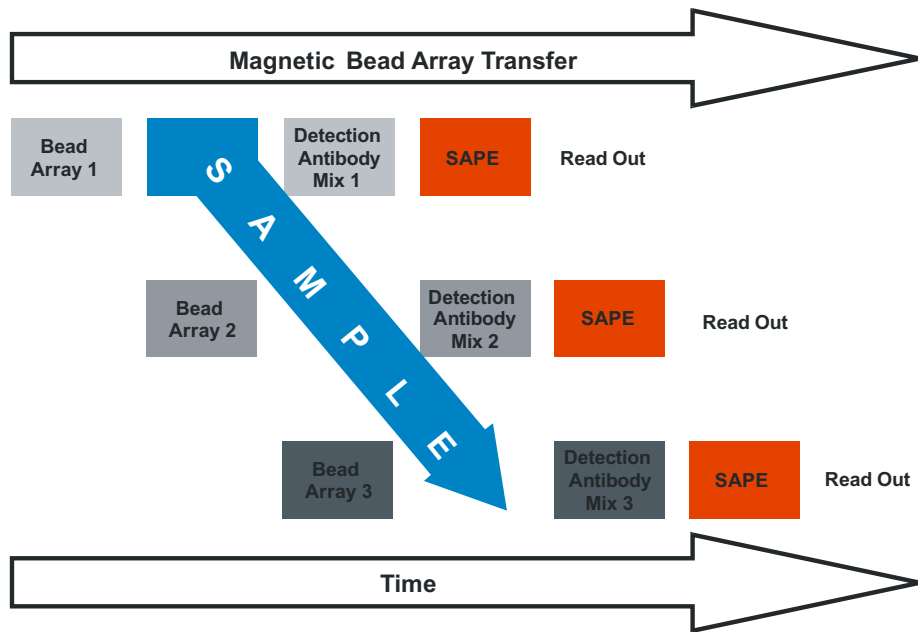 Magnetic Bead Array Transfer
Bead
Array 1
SAMPLE
Detection
Antibody
Mix 1
SAPE
Read Out
Bead
Array 2
Detection
Antibody
Mix 2
SAPE
Read Out
Bead
Array 3
Detection
Antibody
Mix 3
SAPE
Read Out
Time